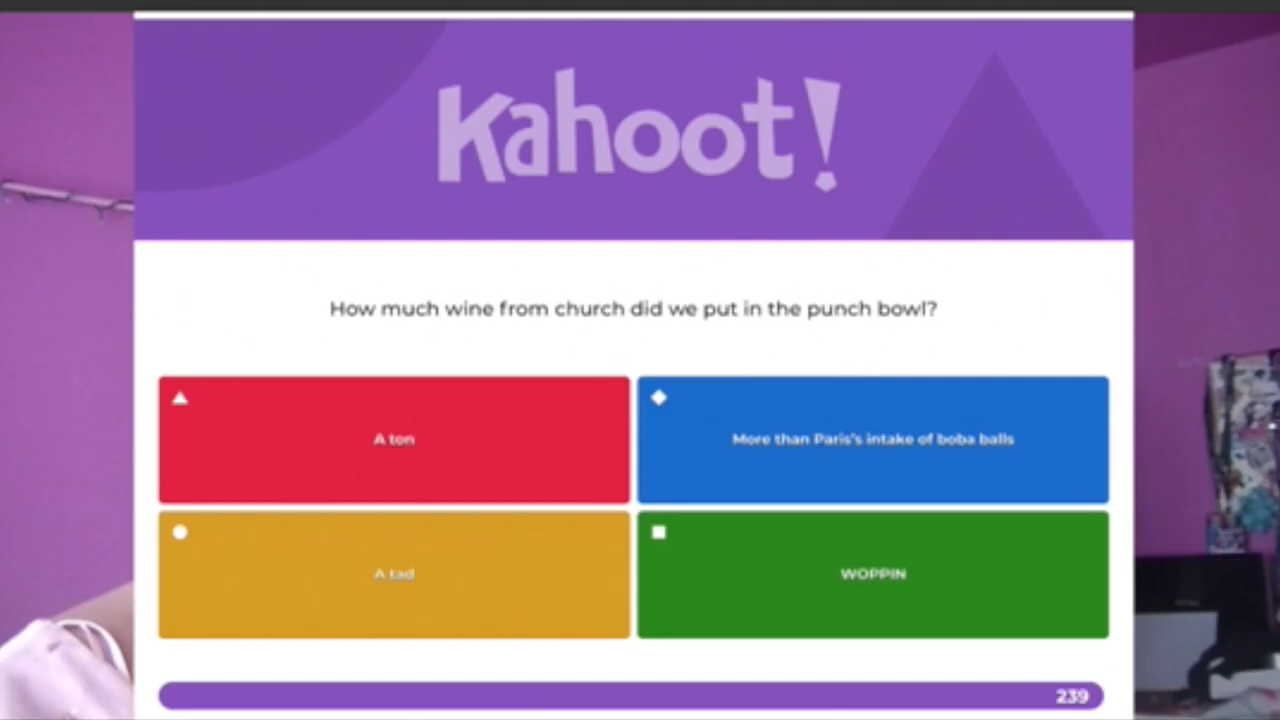 Kahoot!
How much wine from church did we put in the punch bowl?
A ton
More than Paris's intake of boba balls
A tad
WOPPIN
239